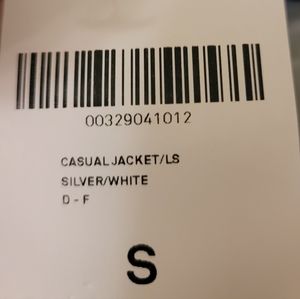 00329041012
CASUAL JACKET/LS
SILVER/WHITE
D - F
S